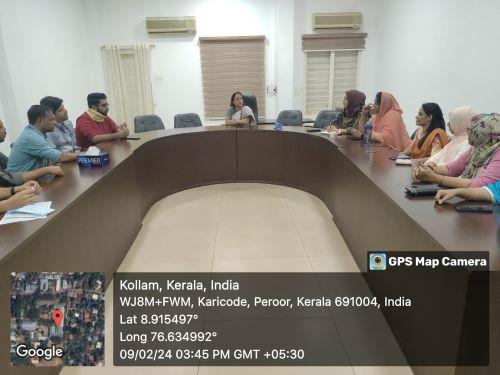 PREMIER
GPS Map Camera
Kollam, Kerala, India
WJ8M+FWM, Karicode, Peroor, Kerala 691004, India
Lat 8.915497°
Long 76.634992°
09/02/24 03:45 PM GMT +05:30
Google